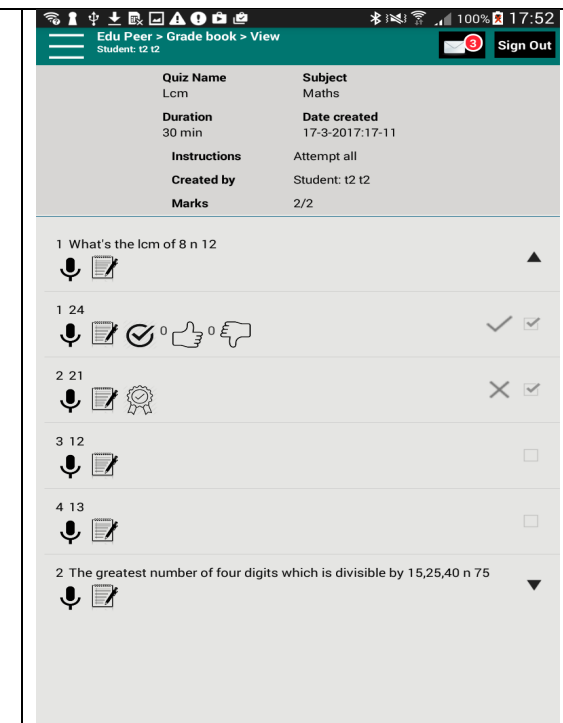 100% 17:52
Edu Peer > Grade book > View
Student: t2 t2
3
Sign Out
Quiz Name Subject
Lcm Maths
Duration Date created
30 min 17-3-2017:17-11
Instructions Attempt all
Created by Student: t2 t2
Marks 2/2
1 What's the lcm of 8 n 12
1 24
0 0
2 21
3 12
4 13
2 The greatest number of four digits which is divisible by 15,25,40 n 75